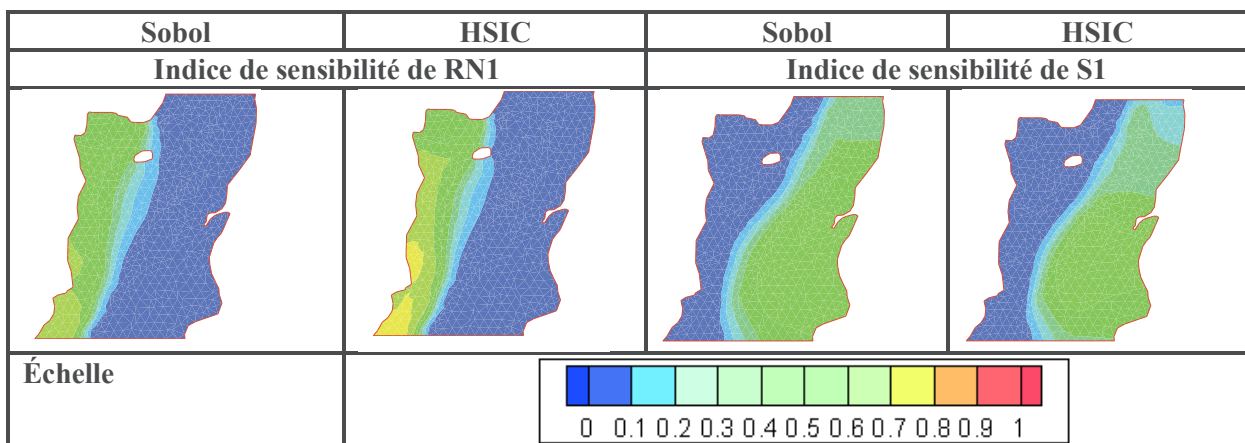 Sobol HSIC Sobol HSIC
Indice de sensibilité de RN1 Indice de sensibilité de S1
Échelle
0 0.1 0.2 0.3 0.4 0.5 0.6 0.7 0.8 0.9 1